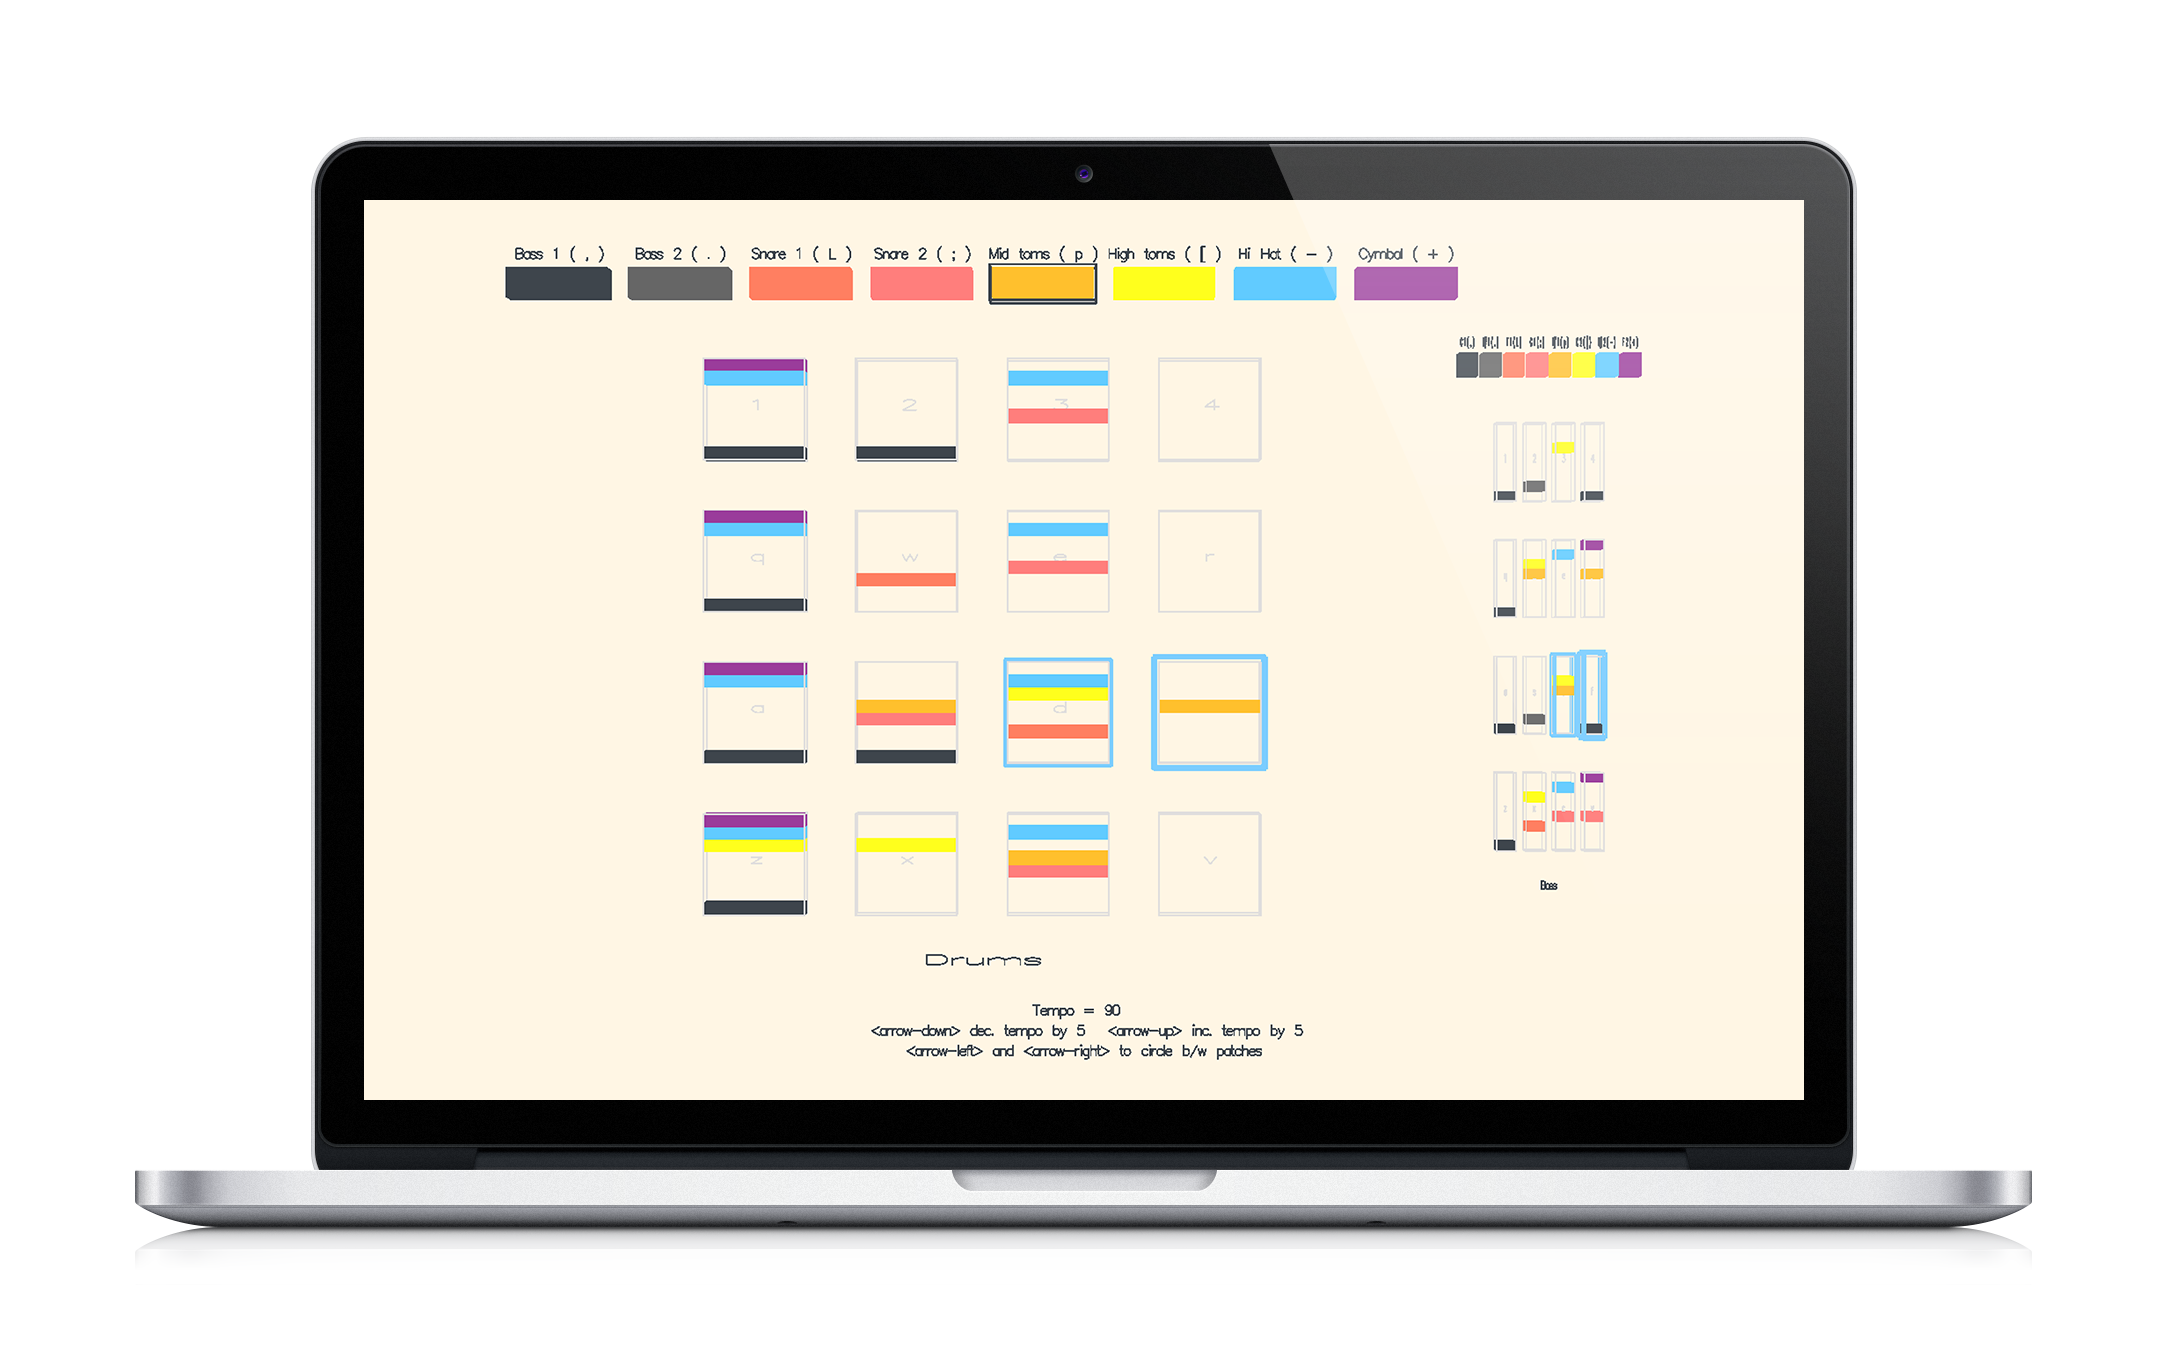 Bass 1 ( , ) Bass 2 ( . ) Snare 1 ( L ) Snare 2 ( ; ) Mid toms ( p ) High toms ( [ ) Hi Hat ( - ) Cymbal ( + )
1 2 3 4
q w e r
a d
z x v
Drums
Bass
Tempo = 90
<arrow-down> dec. tempo by 5 <arrow-up> inc. tempo by 5
<arrow-left> and <arrow-right> to circle b/w patches